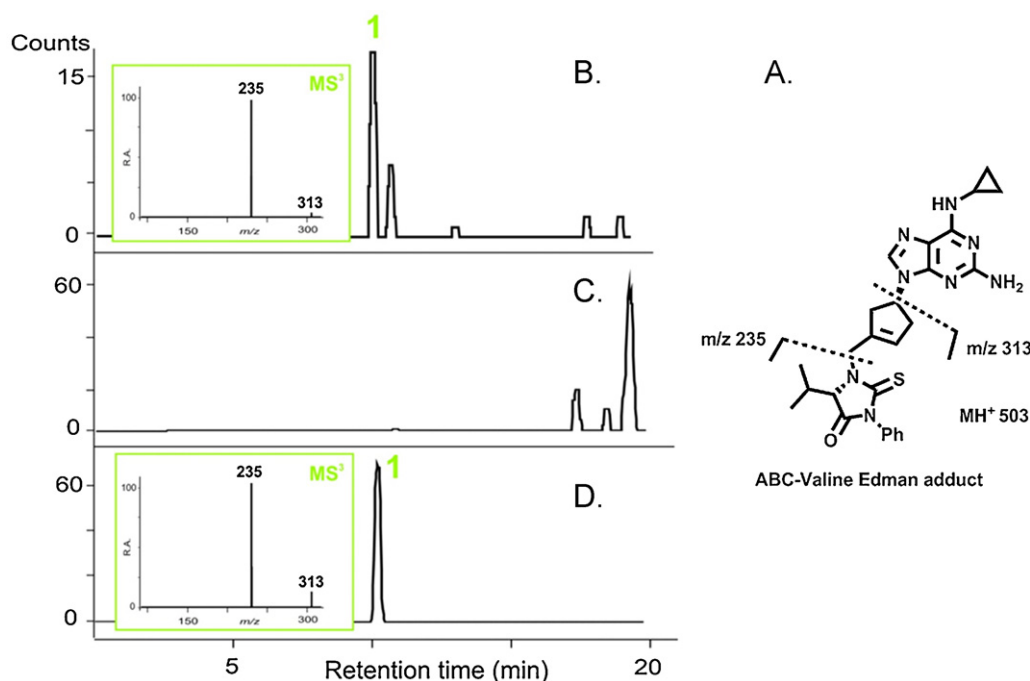 1
Counts
B.
A.
15
MS³
100
235
R.A.
313
0
150
m/z
300
0
HN
N
N
N
N
NH₂
C.
60
m/z 235
m/z 313
N
S
N
O
Ph
MH⁺ 503
0
ABC-Valine Edman adduct
1
D.
60
MS³
100
235
R.A.
313
0
150
m/z
300
0
5
Retention time (min)
20